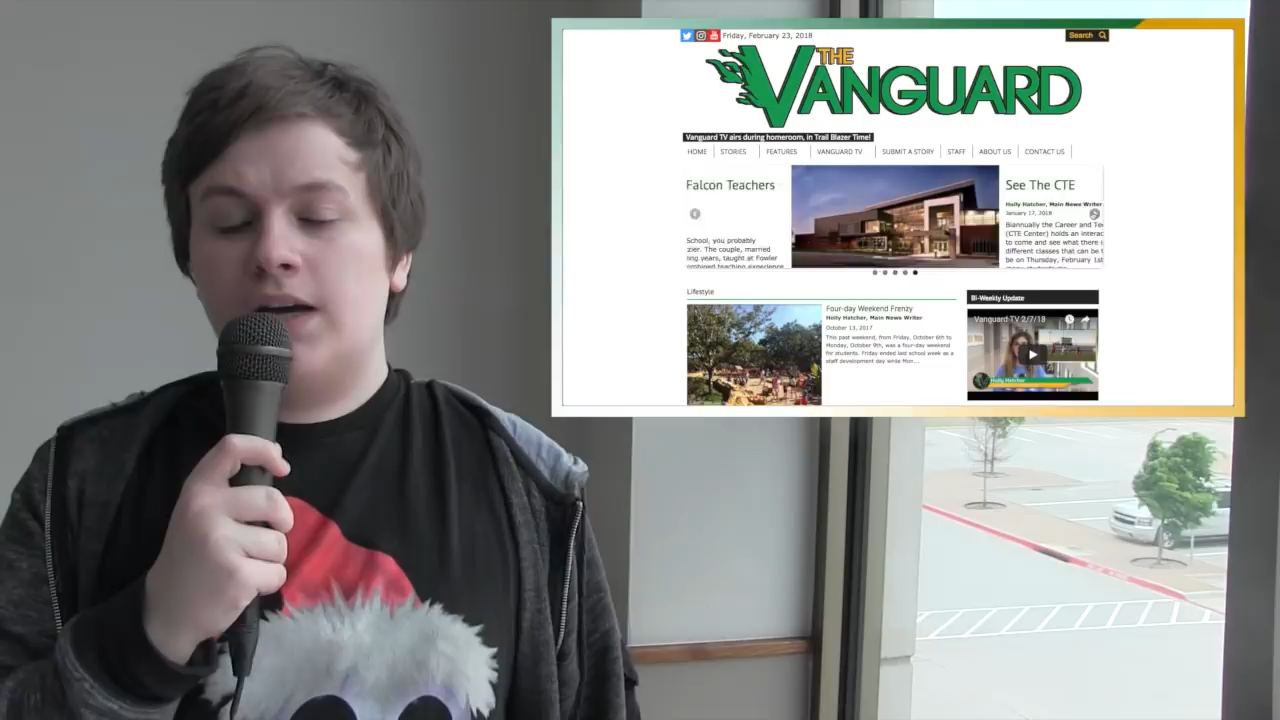 Friday, February 23, 2018
Search
THE
VANGUARD
Vanguard TV airs during homeroom, in Trail Blazer Time!
HOME
STORIES
FEATURES
VANGUARD TV
SUBMIT A STORY
STAFF
ABOUT US
CONTACT US
Falcon Teachers
School, you probably
zier. The couple, married
ing years, taught at Fowler
ombined teaching experience
See The CTE
Holly Hatcher, Main News Writer
January 17, 2018
Biannually the Career and Te
(CTE Center) holds an interac
to come and see what there i
different classes that can be t
be on Thursday, February 1st
Lifestyle
Four-day Weekend Frenzy
Holly Hatcher, Main News Writer
October 13, 2017
This past weekend, from Friday, October 6th to
Monday, October 9th, was a four-day weekend
for students. Friday ended last school week as a
staff development day while Mon...
Bi-Weekly Update
Vanguard TV 2/7/18
Holly Hatcher